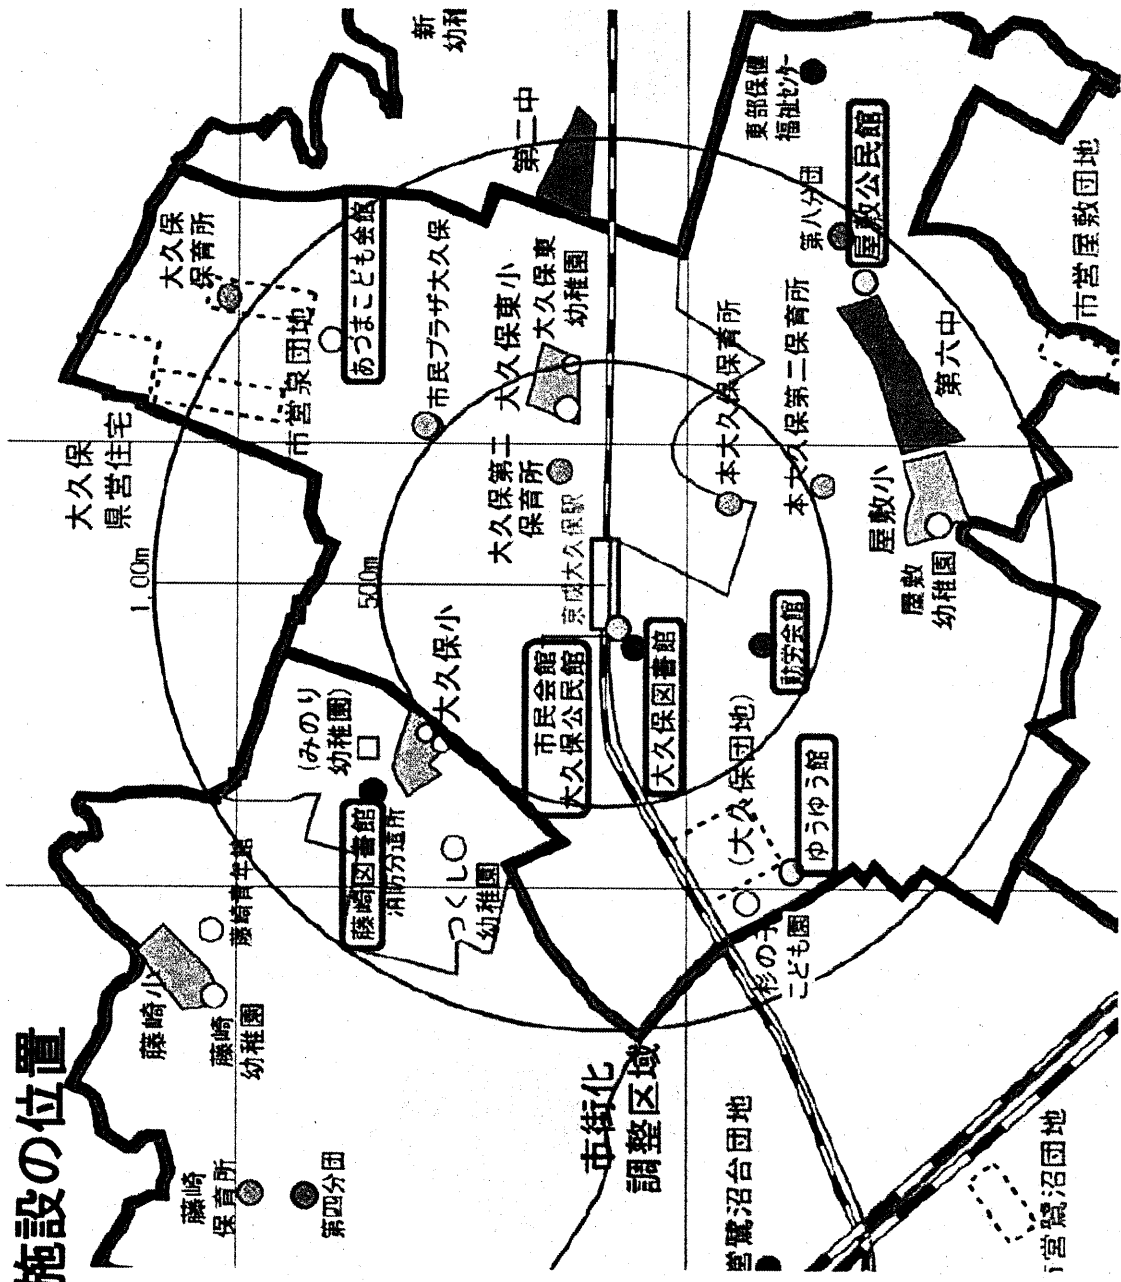 施設の位置
藤崎
保育所
第四分団
藤崎小
藤崎
幼稚園
藤崎青年館
藤崎図書館
消防分遣所
つくし
幼稚園
(みのり
幼稚園)
大久保小
大久保
県営住宅
1,00m
500m
市営泉団地
大久保
保育所
あづまこども会館
市民プラザ大久保
新
幼稚
第二中
大久保東小
大久保東
幼稚園
大久保第二
保育所
京成大久保駅
市民会館
大久保公民館
大久保図書館
勤労会館
(大久保団地)
ゆうゆう館
杉の子
こども園
市街化
調整区域
営鷺沼台団地
市営鷺沼団地
本大久保保育所
本大久保第二保育所
屋敷小
屋敷
幼稚園
第六中
第八分団
屋敷公民館
東部保健
福祉センター
市営屋敷団地